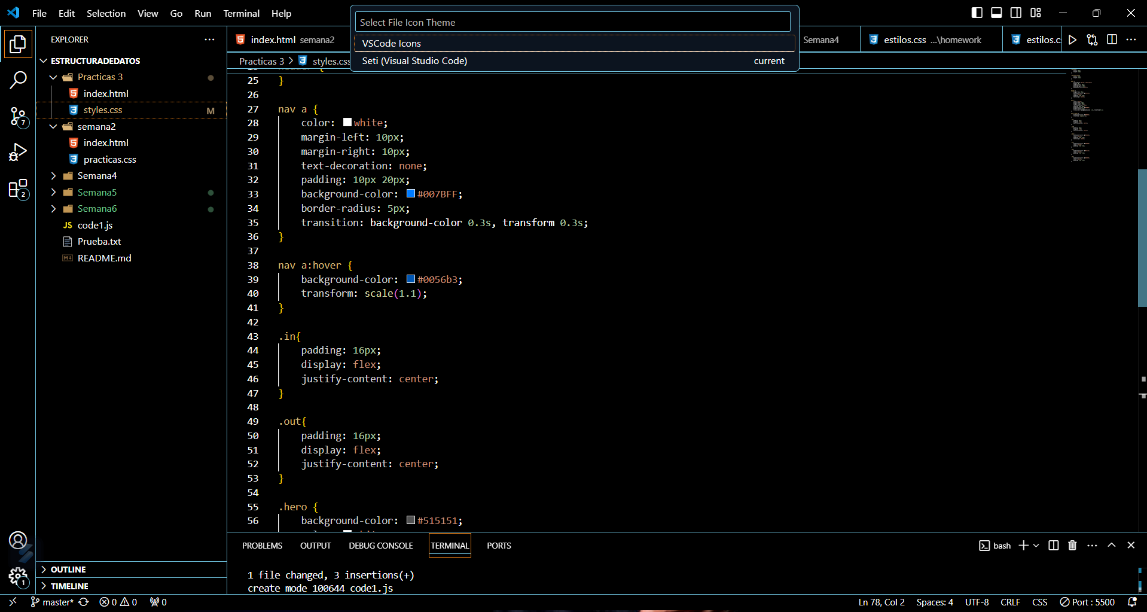 File Edit Selection View Go Run Terminal Help
Select File Icon Theme
VSCode Icons
Seti (Visual Studio Code) current
EXPLORER
ESTRUCTURADEDATOS
Practicas 3
index.html
styles.css M
semana2
index.html
practicas.css
Semana4
Semana5
Semana6
JS code1.js
Prueba.txt
README.md
OUTLINE
TIMELINE
7
2
1
index.html semana2
Semana4
estilos.css ...\homework
estilos.c
Practicas 3 > styles.css
25 }
26
27 nav a {
28 color: white;
29 margin-left: 10px;
30 margin-right: 10px;
31 text-decoration: none;
32 padding: 10px 20px;
33 background-color: #007BFF;
34 border-radius: 5px;
35 transition: background-color 0.3s, transform 0.3s;
36 }
37
38 nav a:hover {
39 background-color: #0056b3;
40 transform: scale(1.1);
41 }
42
43 .in{
44 padding: 16px;
45 display: flex;
46 justify-content: center;
47 }
48
49 .out{
50 padding: 16px;
51 display: flex;
52 justify-content: center;
53 }
54
55 .hero {
56 background-color: #515151;
PROBLEMS OUTPUT DEBUG CONSOLE TERMINAL PORTS
bash
1 file changed, 3 insertions(+)
create mode 100644 code1.js
master* 0 0 0
Ln 78, Col 2 Spaces: 4 UTF-8 CRLF CSS Port : 5500